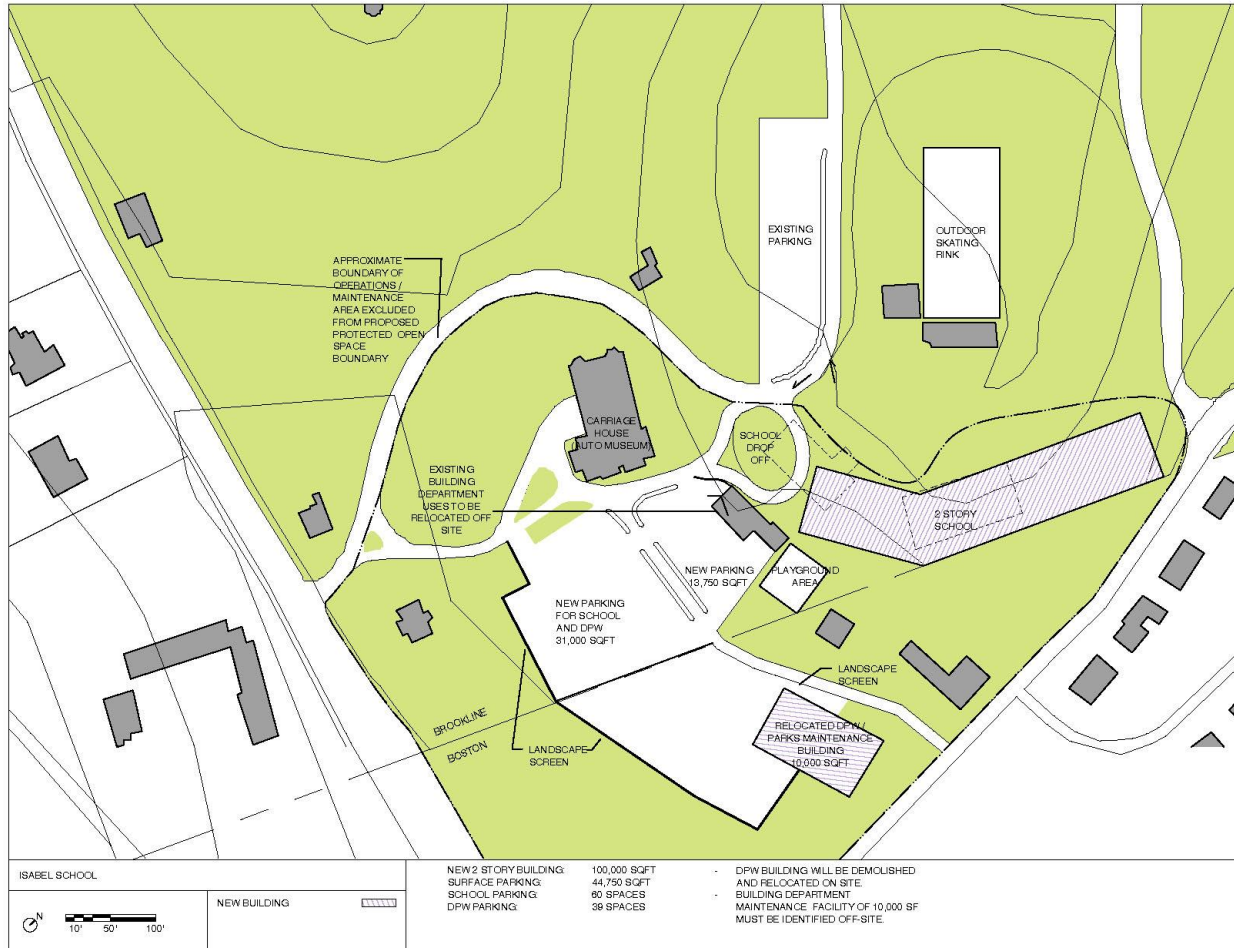 EXISTING
PARKING
OUTDOOR
SKATING
RINK
APPROXIMATE
BOUNDARY OF
OPERATIONS /
MAINTENANCE
AREA EXCLUDED
FROM PROPOSED
PROTECTED OPEN
SPACE
BOUNDARY
CARRIAGE
HOUSE
(AUTO MUSEUM)
SCHOOL
DROP
OFF
EXISTING
BUILDING
DEPARTMENT
USES TO BE
RELOCATED OFF
SITE
2 STORY
SCHOOL
NEW PARKING
13,750 SQFT
PLAYGROUND
AREA
NEW PARKING
FOR SCHOOL
AND DPW
31,000 SQFT
LANDSCAPE
SCREEN
BROOKLINE
BOSTON
LANDSCAPE
SCREEN
RELOCATED DPW /
PARKS MAINTENANCE
BUILDING
10,000 SQFT
ISABEL SCHOOL
N
10' 50' 100'
NEW BUILDING
NEW 2 STORY BUILDING: 100,000 SQFT
SURFACE PARKING: 44,750 SQFT
SCHOOL PARKING: 60 SPACES
DPW PARKING: 39 SPACES
- DPW BUILDING WILL BE DEMOLISHED
AND RELOCATED ON SITE.
- BUILDING DEPARTMENT
MAINTENANCE FACILITY OF 10,000 SF
MUST BE IDENTIFIED OFF-SITE.